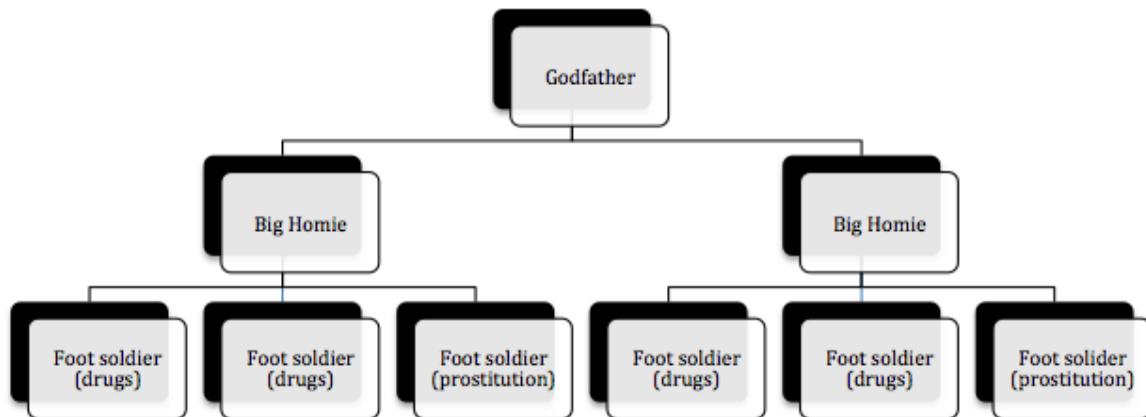 Godfather
Big Homie
Big Homie
Foot soldier
(drugs)
Foot soldier
(drugs)
Foot soldier
(prostitution)
Foot soldier
(drugs)
Foot soldier
(drugs)
Foot solider
(prostitution)